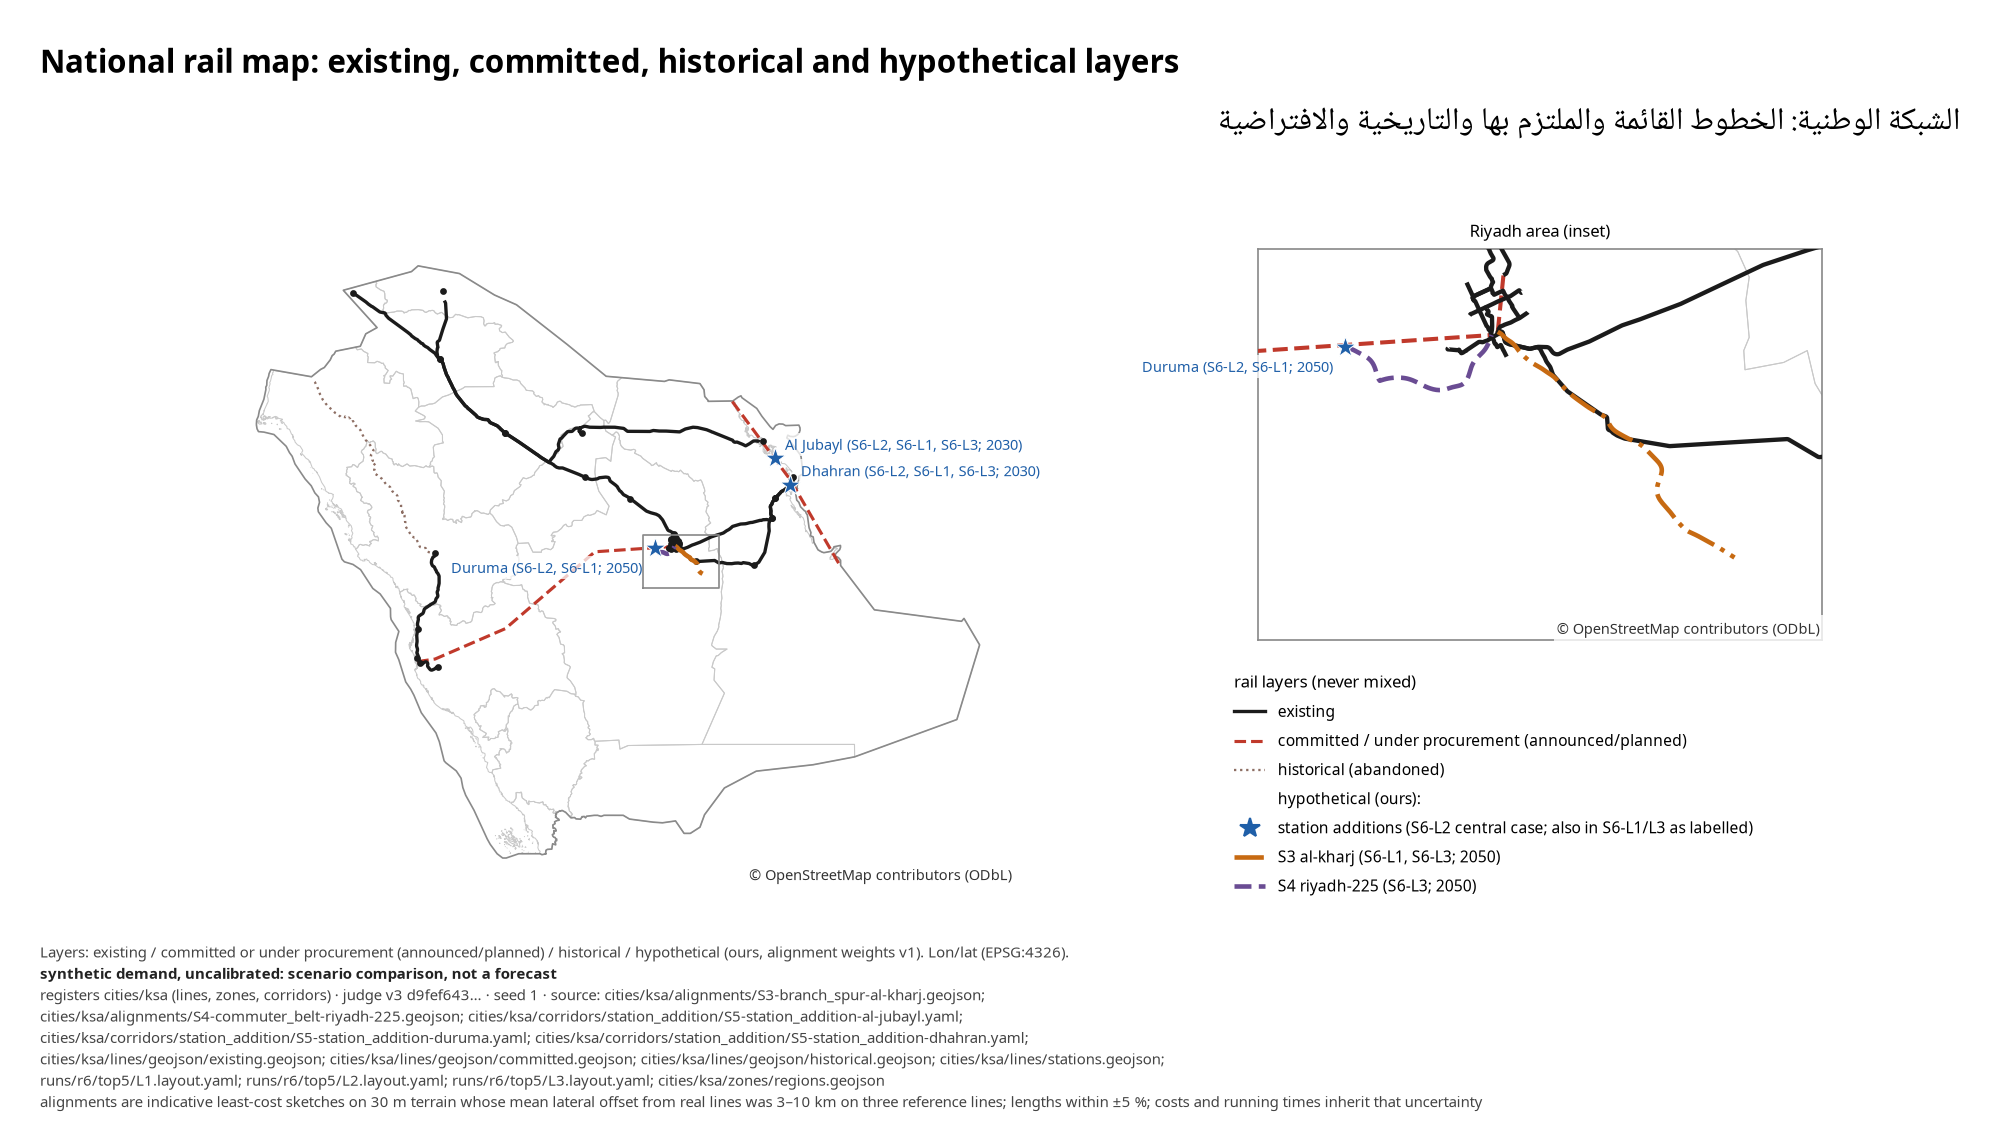 National rail map: existing, committed, historical and hypothetical layers
الشبكة الوطنية: الخطوط القائمة والملتزم بها والتاريخية والافتراضية
Al Jubayl (S6-L2, S6-L1, S6-L3; 2030)
Dhahran (S6-L2, S6-L1, S6-L3; 2030)
Duruma (S6-L2, S6-L1; 2050)
© OpenStreetMap contributors (ODbL)
Riyadh area (inset)
Duruma (S6-L2, S6-L1; 2050)
© OpenStreetMap contributors (ODbL)
rail layers (never mixed)
existing
committed / under procurement (announced/planned)
historical (abandoned)
hypothetical (ours):
station additions (S6-L2 central case; also in S6-L1/L3 as labelled)
S3 al-kharj (S6-L1, S6-L3; 2050)
S4 riyadh-225 (S6-L3; 2050)
Layers: existing / committed or under procurement (announced/planned) / historical / hypothetical (ours, alignment weights v1). Lon/lat (EPSG:4326).
synthetic demand, uncalibrated: scenario comparison, not a forecast
registers cities/ksa (lines, zones, corridors) · judge v3 d9fef643… · seed 1 · source: cities/ksa/alignments/S3-branch_spur-al-kharj.geojson;
cities/ksa/alignments/S4-commuter_belt-riyadh-225.geojson; cities/ksa/corridors/station_addition/S5-station_addition-al-jubayl.yaml;
cities/ksa/corridors/station_addition/S5-station_addition-duruma.yaml; cities/ksa/corridors/station_addition/S5-station_addition-dhahran.yaml;
cities/ksa/lines/geojson/existing.geojson; cities/ksa/lines/geojson/committed.geojson; cities/ksa/lines/geojson/historical.geojson; cities/ksa/lines/stations.geojson;
runs/r6/top5/L1.layout.yaml; runs/r6/top5/L2.layout.yaml; runs/r6/top5/L3.layout.yaml; cities/ksa/zones/regions.geojson
alignments are indicative least-cost sketches on 30 m terrain whose mean lateral offset from real lines was 3–10 km on three reference lines; lengths within ±5 %; costs and running times inherit that uncertainty